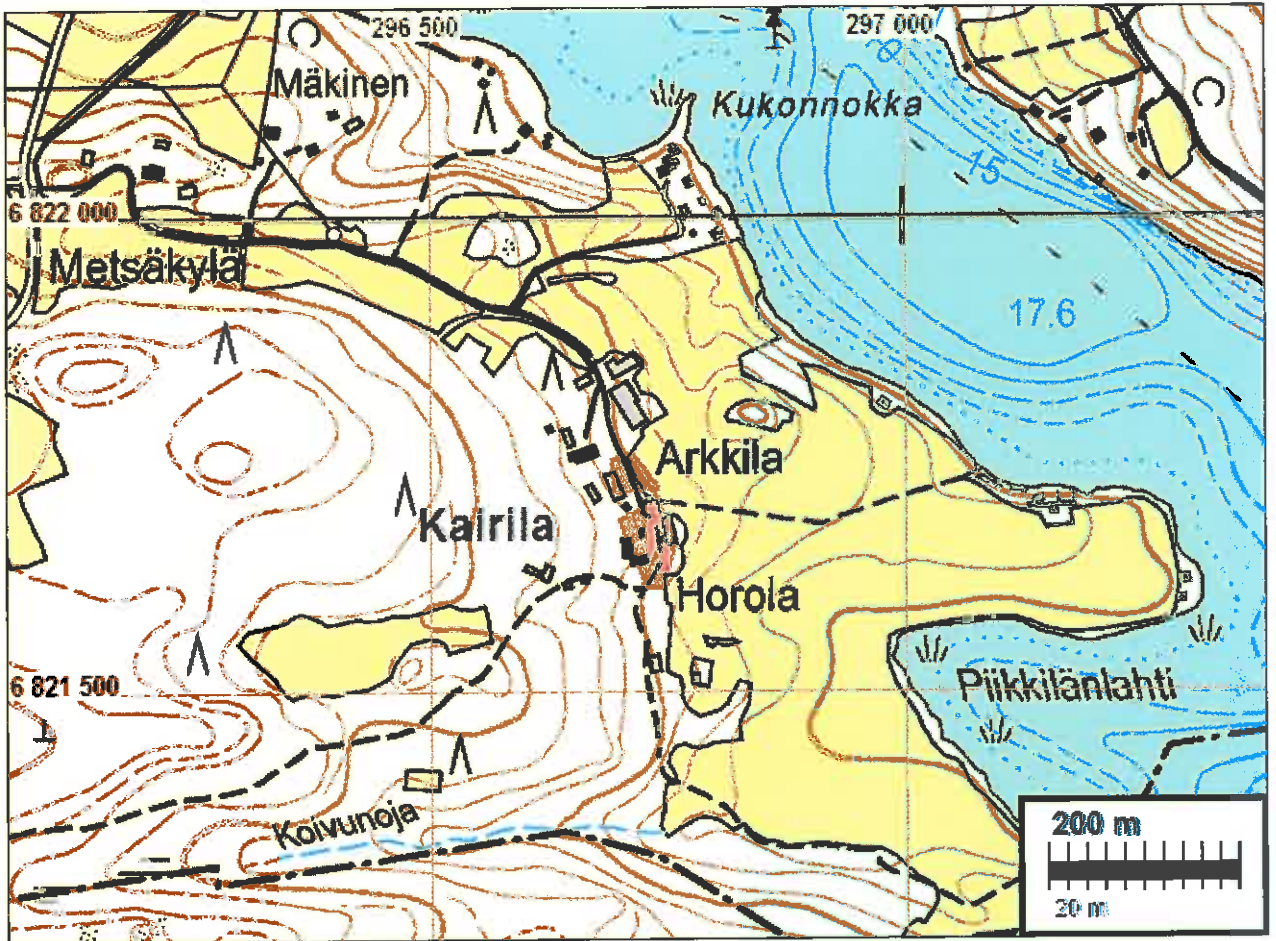 296 500
297 000
Mäkinen
Kukonnokka
15
6 822 000
Metsäkylä
17.6
Arkkila
Kairila
Horola
6 821 500
Piikkilänlahti
Koivunoja
200 m
20 m